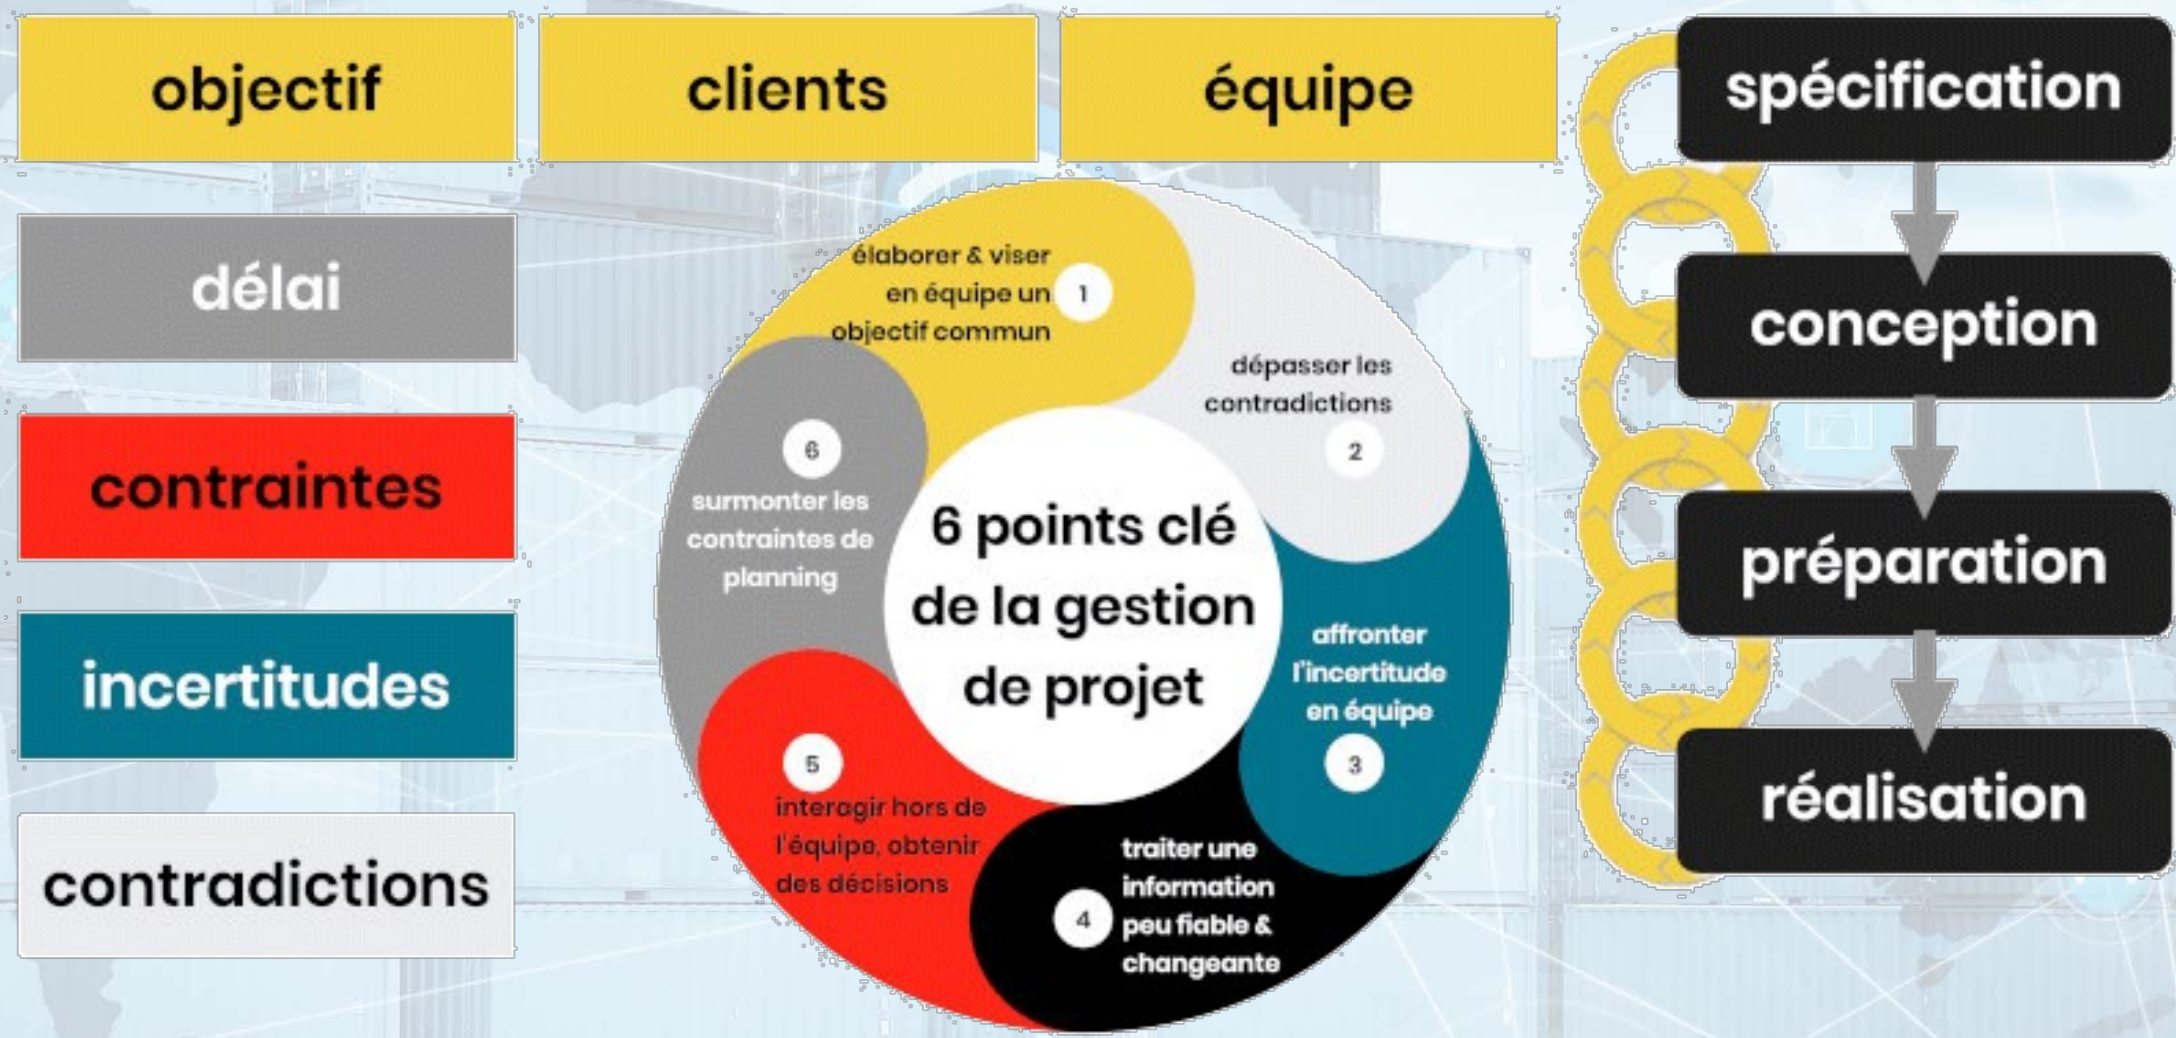 objectif
clients
équipe
délai
contraintes
incertitudes
contradictions
6 points clé
de la gestion
de projet
élaborer & viser
en équipe un
objectif commun
1
dépasser les
contradictions
2
affronter
l'incertitude
en équipe
3
traiter une
information
peu fiable &
changeante
4
5
interagir hors de
l'équipe, obtenir
des décisions
6
surmonter les
contraintes de
planning
spécification
conception
préparation
réalisation